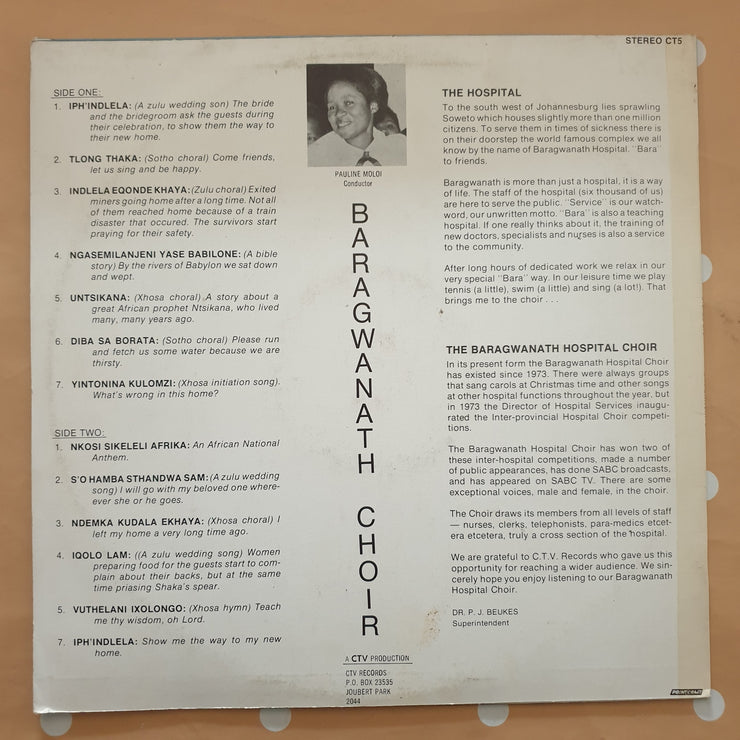 STEREO CT5
SIDE ONE:
1. IPH'INDLELA: (A zulu wedding son) The bride
and the bridegroom ask the guests during
their celebration, to show them the way to
their new home.
2. TLONG THAKA: (Sotho choral) Come friends,
let us sing and be happy.
3. INDLELA EQONDE KHAYA: (Zulu choral) Exited
miners going home after a long time. Not all
of them reached home because of a train
disaster that occured. The survivors start
praying for their safety.
4. NGASEMILANJENI YASE BABILONE: (A bible
story) By the rivers of Babylon we sat down
and wept.
5. UNTSIKANA: (Xhosa choral) A story about a
great African prophet Ntsikana, who lived
many, many years ago.
6. DIBA SA BORATA: (Sotho choral) Please run
and fetch us some water because we are
thirsty.
7. YINTONINA KULOMZI: (Xhosa initiation song).
What's wrong in this home?
SIDE TWO:
1. NKOSI SIKELELI AFRIKA: An African National
Anthem.
2. S'O HAMBA STHANDWA SAM: (A zulu wedding
song) I will go with my beloved one where-
ever she or he goes.
3. NDEMKA KUDALA EKHAYA: (Xhosa choral) I
left my home a very long time ago.
4. IQOLO LAM: ((A zulu wedding song) Women
preparing food for the guests start to com-
plain about their backs, but at the same
time priasing Shaka's spear.
5. VUTHELANI IXOLONGO: (Xhosa hymn) Teach
me thy wisdom, oh Lord.
7. IPH'INDLELA: Show me the way to my new
home.
PAULINE MOLOI
Conductor
BARAGWANATH CHOIR
A CTV PRODUCTION
CTV RECORDS
P.O. BOX 23535
JOUBERT PARK
2044
THE HOSPITAL
To the south west of Johannesburg lies sprawling
Soweto which houses slightly more than one million
citizens. To serve them in times of sickness there is
on their doorstep the world famous complex we all
know by the name of Baragwanath Hospital. "Bara"
to friends.
Baragwanath is more than just a hospital, it is a way
of life. The staff of the hospital (six thousand of us)
are here to serve the public. "Service" is our watch-
word, our unwritten motto. "Bara" is also a teaching
hospital. If one really thinks about it, the training of
new doctors, specialists and nurses is also a service
to the community.
After long hours of dedicated work we relax in our
very special "Bara" way. In our leisure time we play
tennis (a little), swim (a little) and sing (a lot!). That
brings me to the choir . . .
THE BARAGWANATH HOSPITAL CHOIR
In its present form the Baragwanath Hospital Choir
has existed since 1973. There were always groups
that sang carols at Christmas time and other songs
at other hospital functions throughout the year, but
in 1973 the Director of Hospital Services inaugu-
rated the Inter-provincial Hospital Choir competi-
tions.
The Baragwanath Hospital Choir has won two of
these inter-hospital competitions, made a number
of public appearances, has done SABC broadcasts,
and has appeared on SABC TV. There are some
exceptional voices, male and female, in the choir.
The Choir draws its members from all levels of staff
— nurses, clerks, telephonists, para-medics etcet-
era etcetera, truly a cross section of the hospital.
We are grateful to C.T.V. Records who gave us this
opportunity for reaching a wider audience. We sin-
cerely hope you enjoy listening to our Baragwanath
Hospital Choir.
DR. P. J. BEUKES
Superintendent
PRINTCRAFT